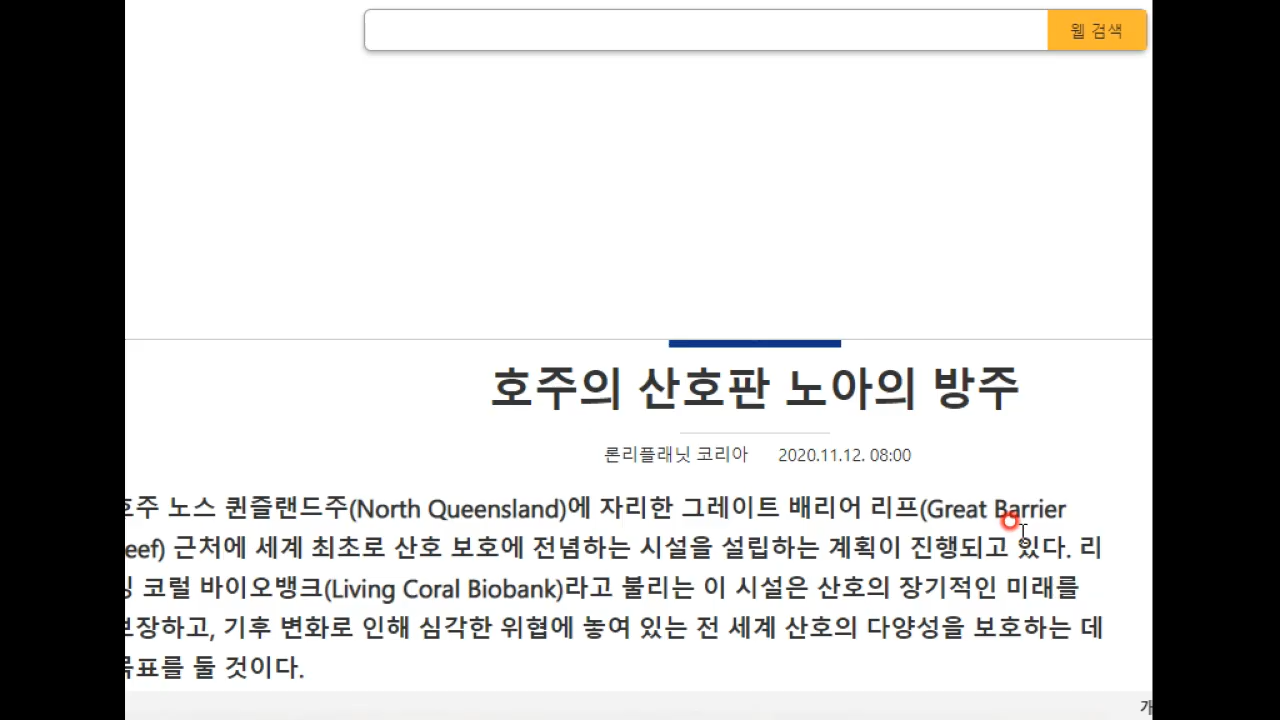 웹 검색
호주의 산호판 노아의 방주
론리플래닛 코리아 2020.11.12. 08:00
호주 노스 퀸즐랜드주(North Queensland)에 자리한 그레이트 배리어 리프(Great Barrier
eef) 근처에 세계 최초로 산호 보호에 전념하는 시설을 설립하는 계획이 진행되고 있다. 리
코럴 바이오뱅크(Living Coral Biobank)라고 불리는 이 시설은 산호의 장기적인 미래를
보장하고, 기후 변화로 인해 심각한 위협에 놓여 있는 전 세계 산호의 다양성을 보호하는 데
목표를 둘 것이다.